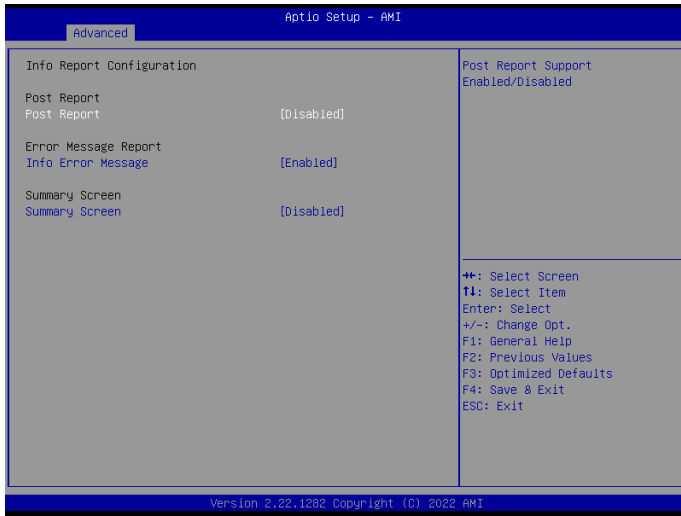 Aptio Setup – AMI
Advanced
Info Report Configuration
Post Report
Post Report [Disabled]
Error Message Report
Info Error Message [Enabled]
Summary Screen
Summary Screen [Disabled]
Post Report Support
Enabled/Disabled
→←: Select Screen
↑↓: Select Item
Enter: Select
+/-: Change Opt.
F1: General Help
F2: Previous Values
F3: Optimized Defaults
F4: Save & Exit
ESC: Exit
Version 2.22.1282 Copyright (C) 2022 AMI